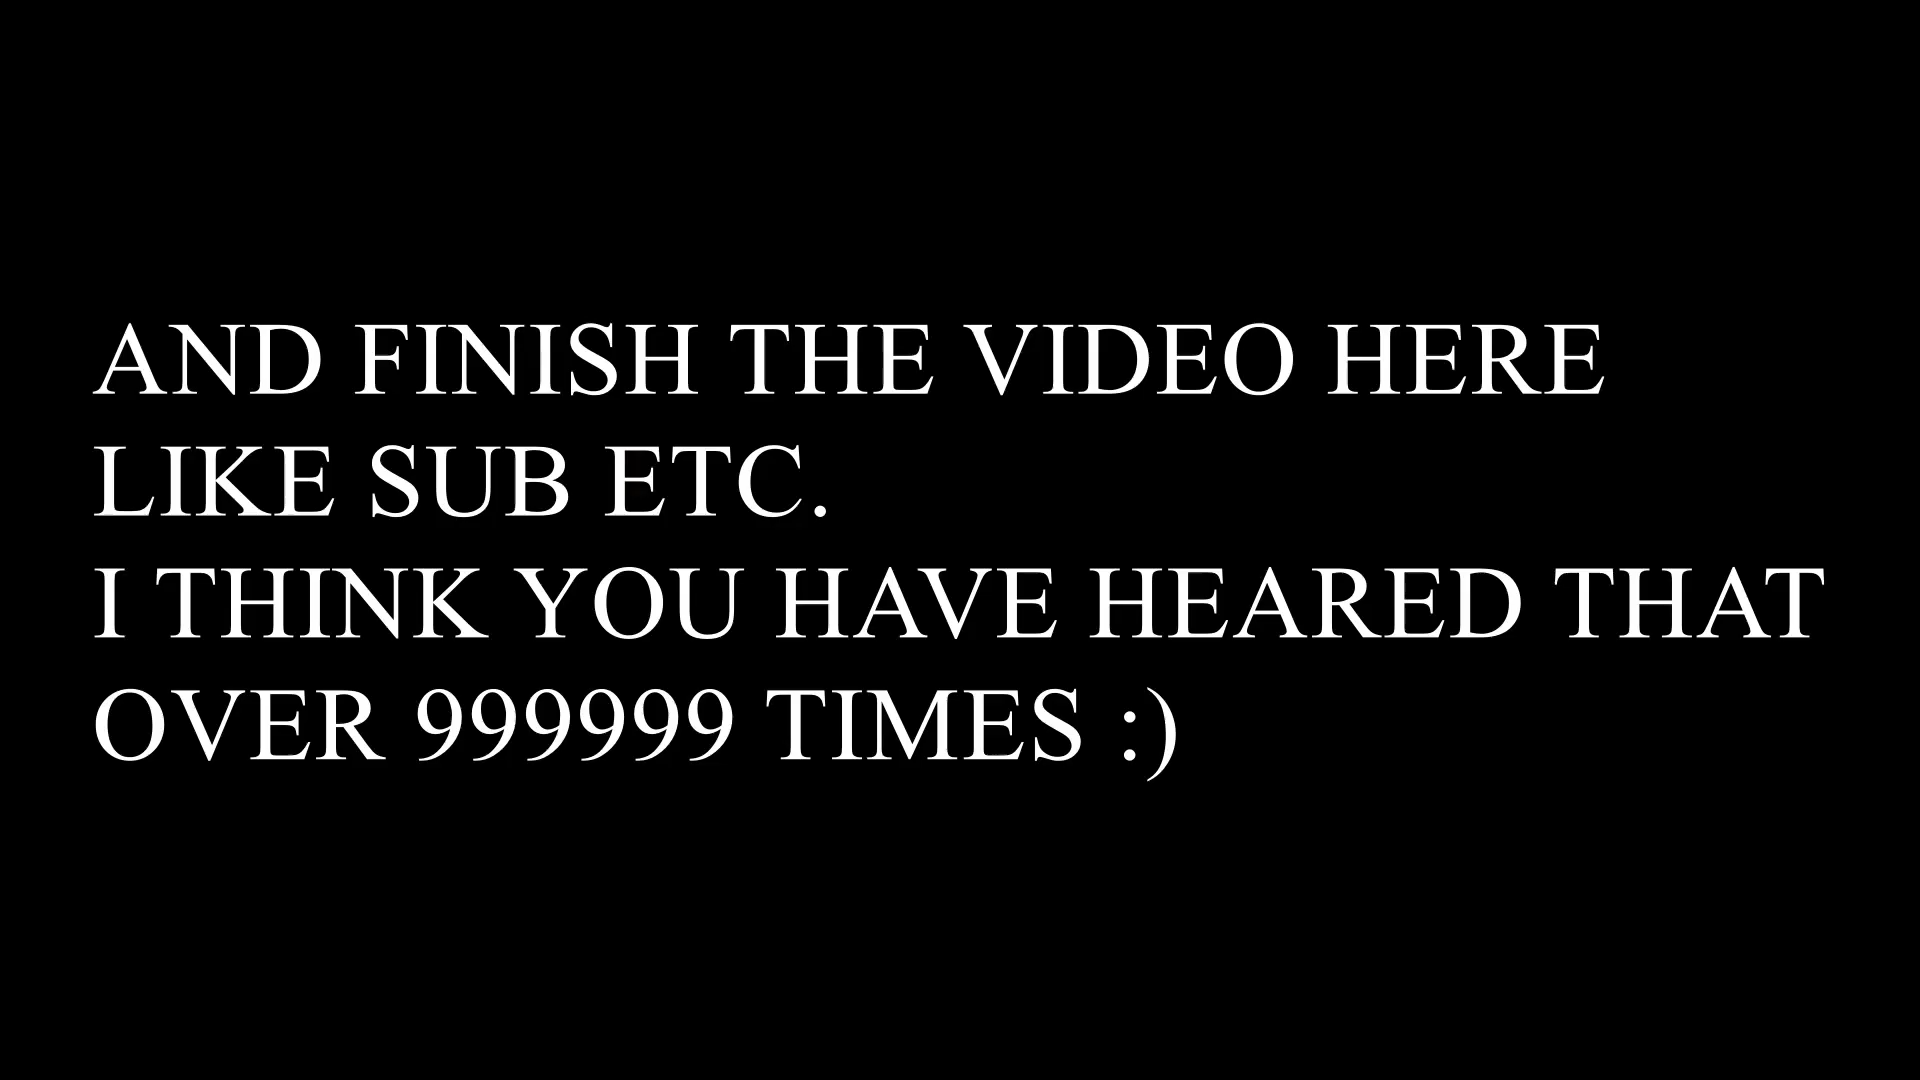 AND FINISH THE VIDEO HERE
LIKE SUB ETC.
I THINK YOU HAVE HEARED THAT
OVER 999999 TIMES :)